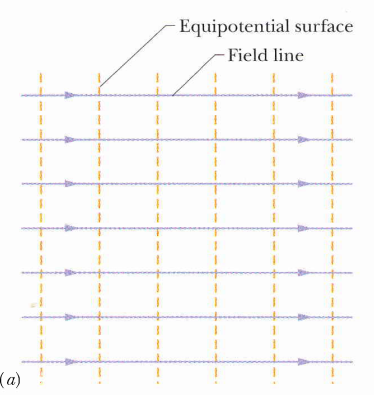 Equipotential surface
Field line
(a)